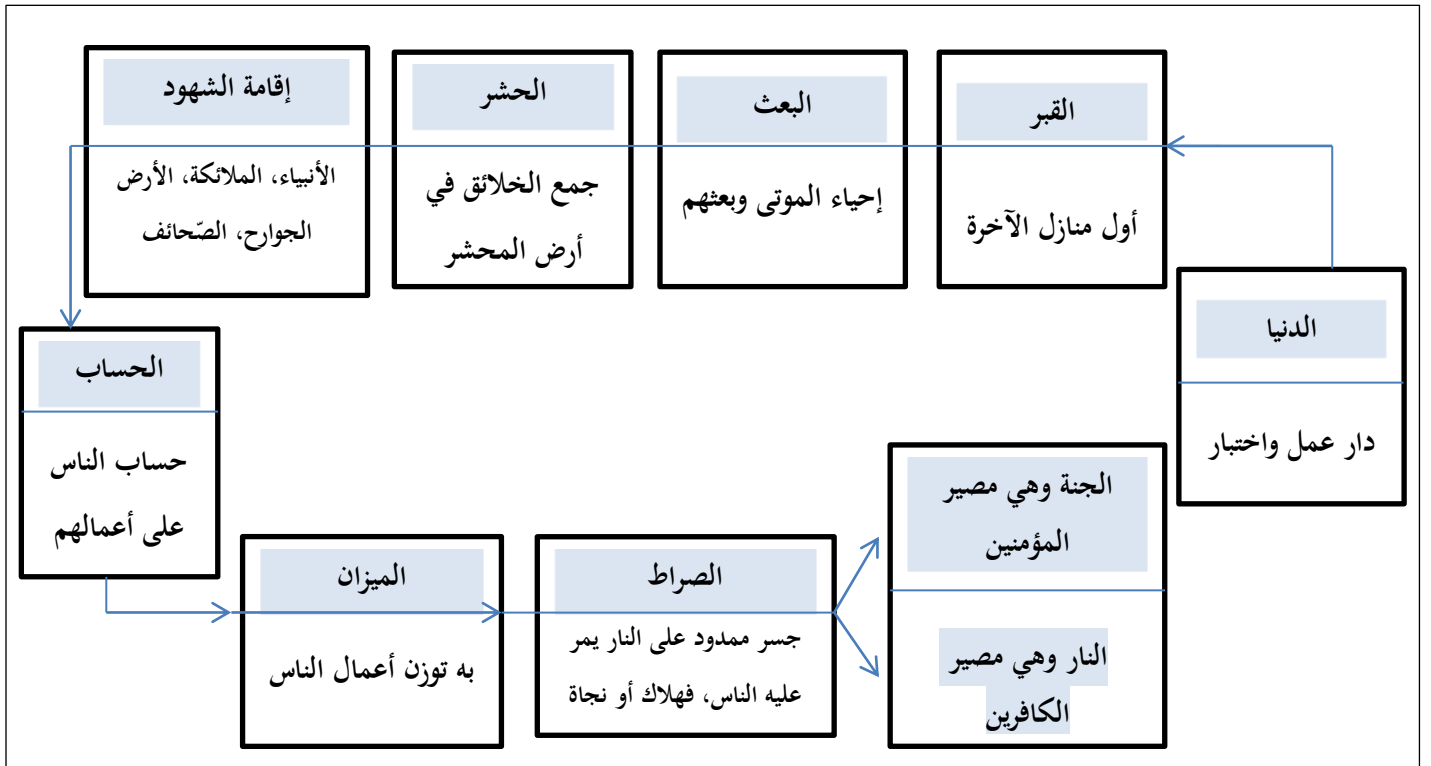 الدنيا
دار عمل واختبار
القبر
أول منازل الآخرة
البعث
إحياء الموتى وبعثهم
الحشر
جمع الخلائق في
أرض المحشر
إقامة الشهود
الأنبياء، الملائكة، الأرض
الجوارح، الصّحائف
الحساب
حساب الناس
على أعمالهم
الميزان
به توزن أعمال الناس
الصراط
جسر ممدود على النار يمر
عليه الناس، فهلاك أو نجاة
الجنة وهي مصير
المؤمنين
النار وهي مصير
الكافرين